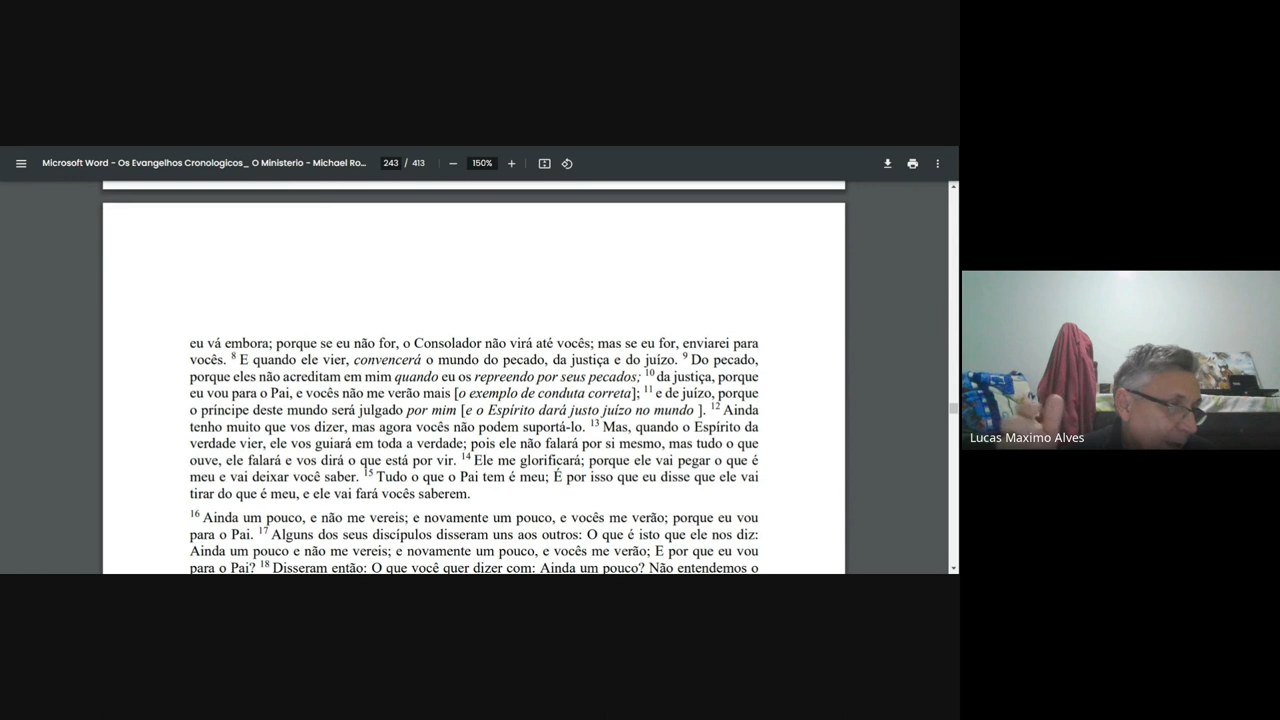 Microsoft Word - Os Evangelhos Cronologicos_ O Ministerio - Michael Ro... 243 / 413 150%
eu vá embora; porque se eu não for, o Consolador não virá até vocês; mas se eu for, enviarei para
vocês. 8 E quando ele vier, convencerá o mundo do pecado, da justiça e do juízo. 9 Do pecado,
porque eles não acreditam em mim quando eu os repreendo por seus pecados; 10 da justiça, porque
eu vou para o Pai, e vocês não me verão mais [o exemplo de conduta correta]; 11 e de juízo, porque
o príncipe deste mundo será julgado por mim [e o Espírito dará justo juízo no mundo ]. 12 Ainda
tenho muito que vos dizer, mas agora vocês não podem suportá-lo. 13 Mas, quando o Espírito da
verdade vier, ele vos guiará em toda a verdade; pois ele não falará por si mesmo, mas tudo o que
ouve, ele falará e vos dirá o que está por vir. 14 Ele me glorificará; porque ele vai pegar o que é
meu e vai deixar você saber. 15 Tudo o que o Pai tem é meu; É por isso que eu disse que ele vai
tirar do que é meu, e ele vai fará vocês saberem.
16 Ainda um pouco, e não me vereis; e novamente um pouco, e vocês me verão; porque eu vou
para o Pai. 17 Alguns dos seus discípulos disseram uns aos outros: O que é isto que ele nos diz:
Ainda um pouco e não me vereis; e novamente um pouco, e vocês me verão; E por que eu vou
para o Pai? 18 Disseram então: O que você quer dizer com: Ainda um pouco? Não entendemos o
Lucas Maximo Alves